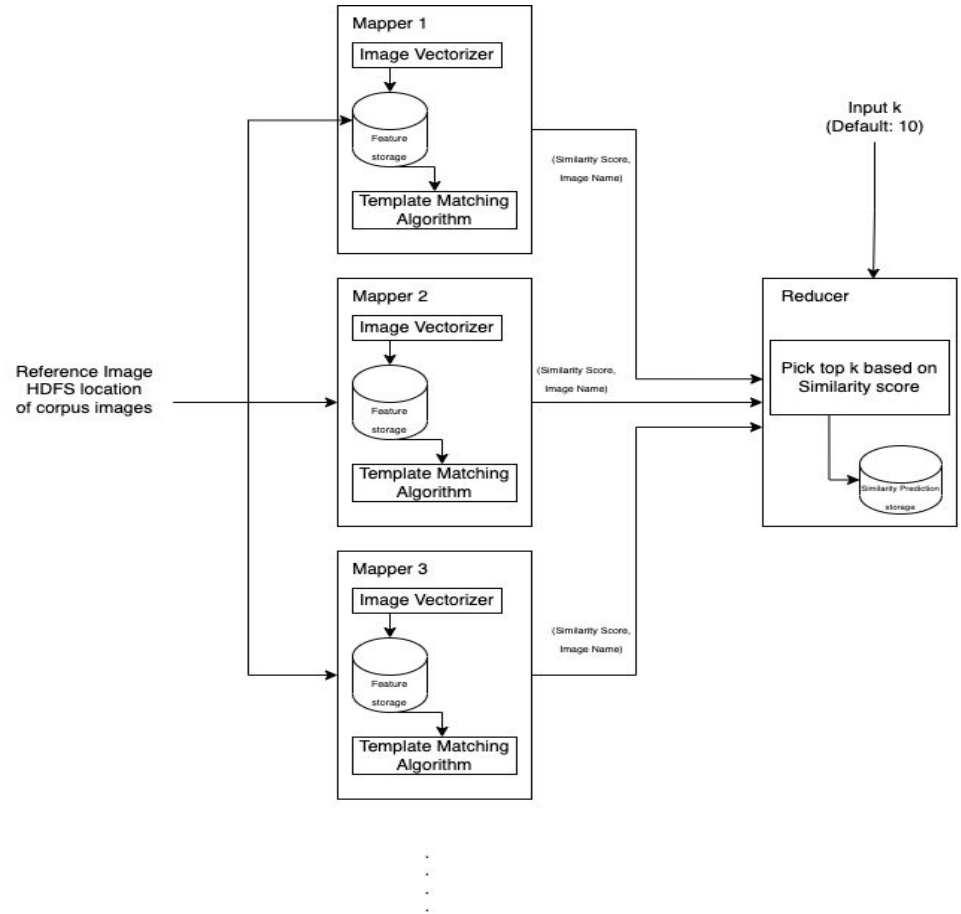 Mapper 1
Image Vectorizer
Feature
storage
Template Matching
Algorithm
(Similarity Score,
Image Name)
Input k
(Default: 10)
Mapper 2
Image Vectorizer
Feature
storage
Template Matching
Algorithm
(Similarity Score,
Image Name)
Reference Image
HDFS location
of corpus images
Reducer
Pick top k based on
Similarity score
Similarity Prediction
storage
Mapper 3
Image Vectorizer
Feature
storage
Template Matching
Algorithm
(Similarity Score,
Image Name)
.
.
.
.